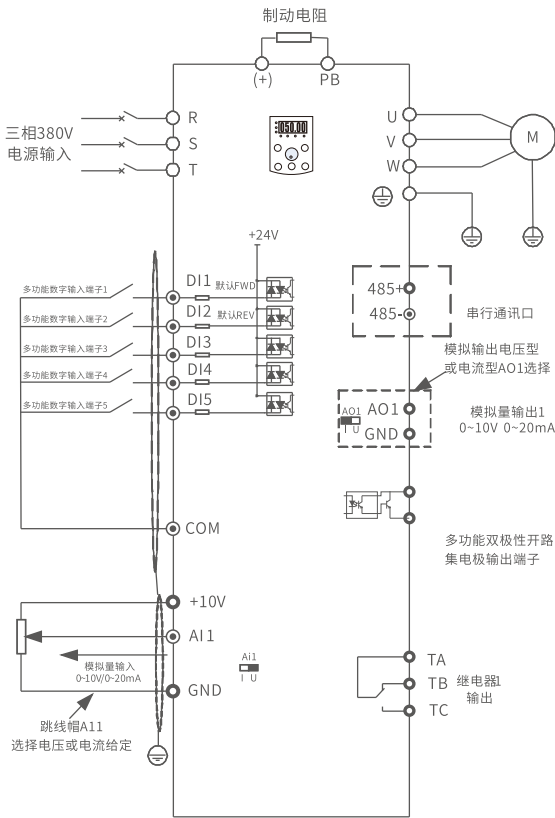 制动电阻
(+)
PB
三相380V
电源输入
R
S
T
050.00
U
V
W
M
+24V
多功能数字输入端子1
DI1
默认FWD
多功能数字输入端子2
DI2
默认REV
多功能数字输入端子3
DI3
多功能数字输入端子4
DI4
多功能数字输入端子5
DI5
485+
485-
串行通讯口
模拟输出电压型
或电流型AO1选择
AO1
I U
AO1
GND
模拟量输出1
0~10V 0~20mA
COM
多功能双极性开路
集电极输出端子
+10V
AI1
模拟量输入
0~10V/0~20mA
GND
Ai1
I U
跳线帽A11
选择电压或电流给定
TA
TB
TC
继电器1
输出